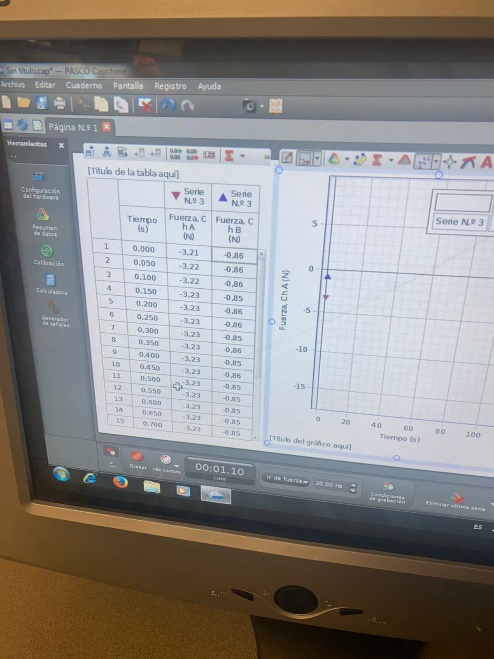 Sin título.cap* — PASCO Capstone
Archivo Editar Cuaderno Pantalla Registro Ayuda
Página N.º 1
Herramientas
Configuración
del hardware
Resumen
de datos
Calibración
Calculadora
Generador
de señales
[Título de la tabla aquí]
Serie N.º 3 Serie N.º 3
Tiempo (s) Fuerza, Ch A (N) Fuerza, Ch B (N)
1 0,000 -3,21 -0,86
2 0,050 -3,22 -0,86
3 0,100 -3,22 -0,86
4 0,150 -3,23 -0,85
5 0,200 -3,23 -0,86
6 0,250 -3,23 -0,86
7 0,300 -3,23 -0,85
8 0,350 -3,23 -0,86
9 0,400 -3,23 -0,85
10 0,450 -3,23 -0,86
11 0,500 -3,23 -0,85
12 0,550 -3,23 -0,85
13 0,600 -3,23 -0,85
14 0,650 -3,23 -0,85
15 0,700 -3,23 -0,85
Serie N.º 3
Fuerza, Ch A (N)
5
0
-5
-10
-15
0 20 40 60 80 100
Tiempo (s)
[Título del gráfico aquí]
Grabar
00:01,10
Listo
or de fuerza
20.00 Hz
Condiciones
de grabación
Eliminar última serie
ES